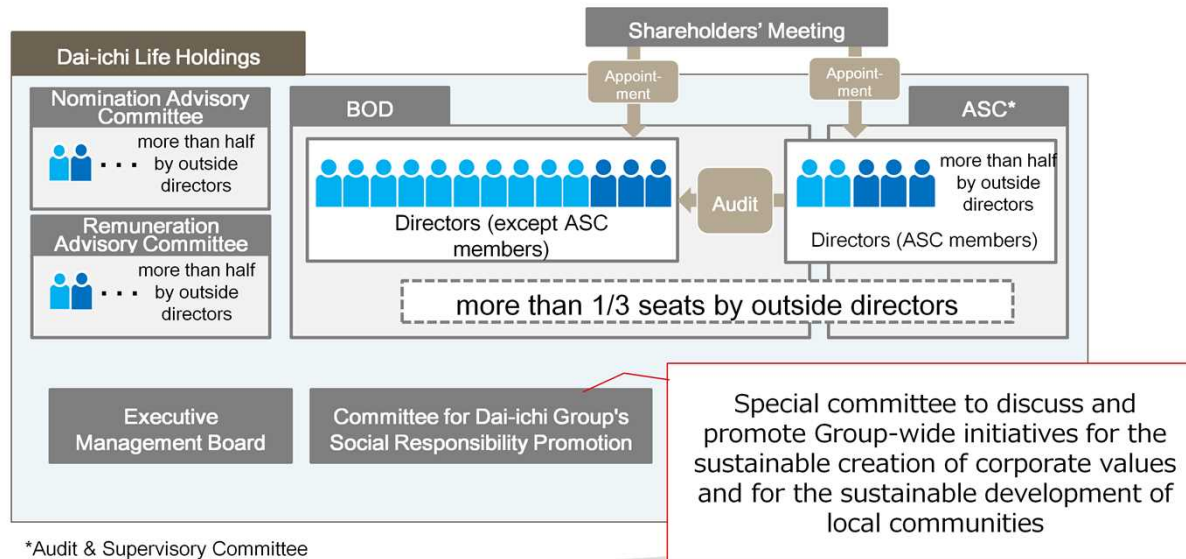 Shareholders' Meeting
Dai-ichi Life Holdings
Appoint-
ment
Appoint-
ment
Nomination Advisory
Committee
more than half
by outside
directors
BOD
ASC*
more than half
by outside
directors
Audit
Directors (except ASC
members)
Directors (ASC members)
Remuneration
Advisory Committee
more than half
by outside
directors
more than 1/3 seats by outside directors
Executive
Management Board
Committee for Dai-ichi Group's
Social Responsibility Promotion
Special committee to discuss and
promote Group-wide initiatives for the
sustainable creation of corporate values
and for the sustainable development of
local communities
*Audit & Supervisory Committee